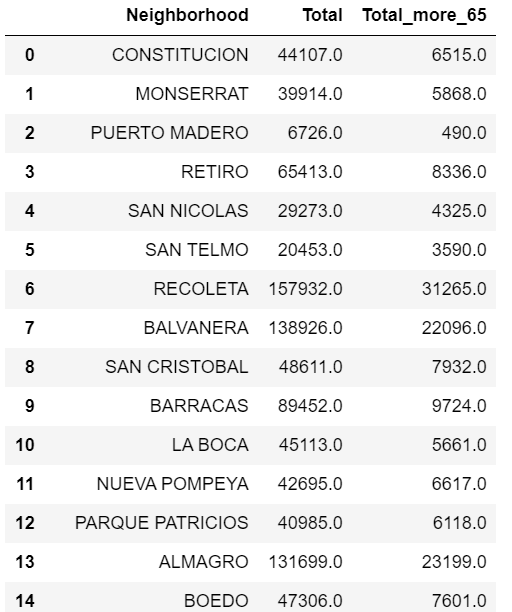 Neighborhood Total Total_more_65
0 CONSTITUCION 44107.0 6515.0
1 MONSERRAT 39914.0 5868.0
2 PUERTO MADERO 6726.0 490.0
3 RETIRO 65413.0 8336.0
4 SAN NICOLAS 29273.0 4325.0
5 SAN TELMO 20453.0 3590.0
6 RECOLETA 157932.0 31265.0
7 BALVANERA 138926.0 22096.0
8 SAN CRISTOBAL 48611.0 7932.0
9 BARRACAS 89452.0 9724.0
10 LA BOCA 45113.0 5661.0
11 NUEVA POMPEYA 42695.0 6617.0
12 PARQUE PATRICIOS 40985.0 6118.0
13 ALMAGRO 131699.0 23199.0
14 BOEDO 47306.0 7601.0